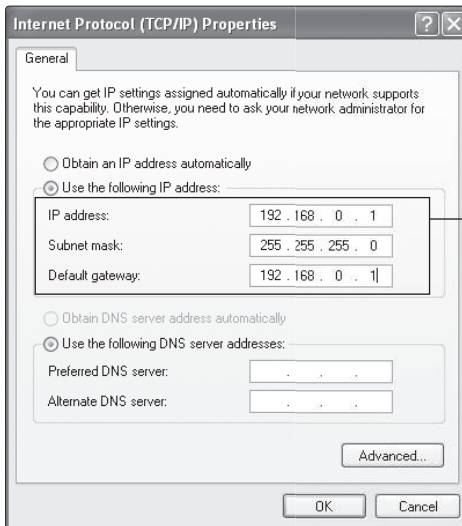 Internet Protocol (TCP/IP) Properties
General
You can get IP settings assigned automatically if your network supports
this capability. Otherwise, you need to ask your network administrator for
the appropriate IP settings.
Obtain an IP address automatically
Use the following IP address:
IP address: 192 . 168 . 0 . 1
Subnet mask: 255 . 255 . 255 . 0
Default gateway: 192 . 168 . 0 . 1
Obtain DNS server address automatically
Use the following DNS server addresses:
Preferred DNS server: . . .
Alternate DNS server: . . .
Advanced...
OK Cancel